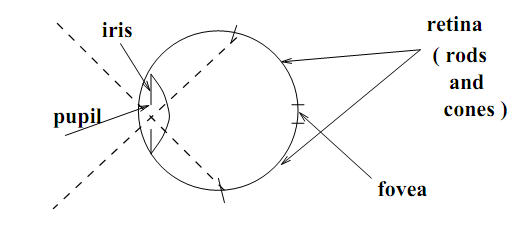 iris
pupil
retina
( rods
and
cones )
fovea